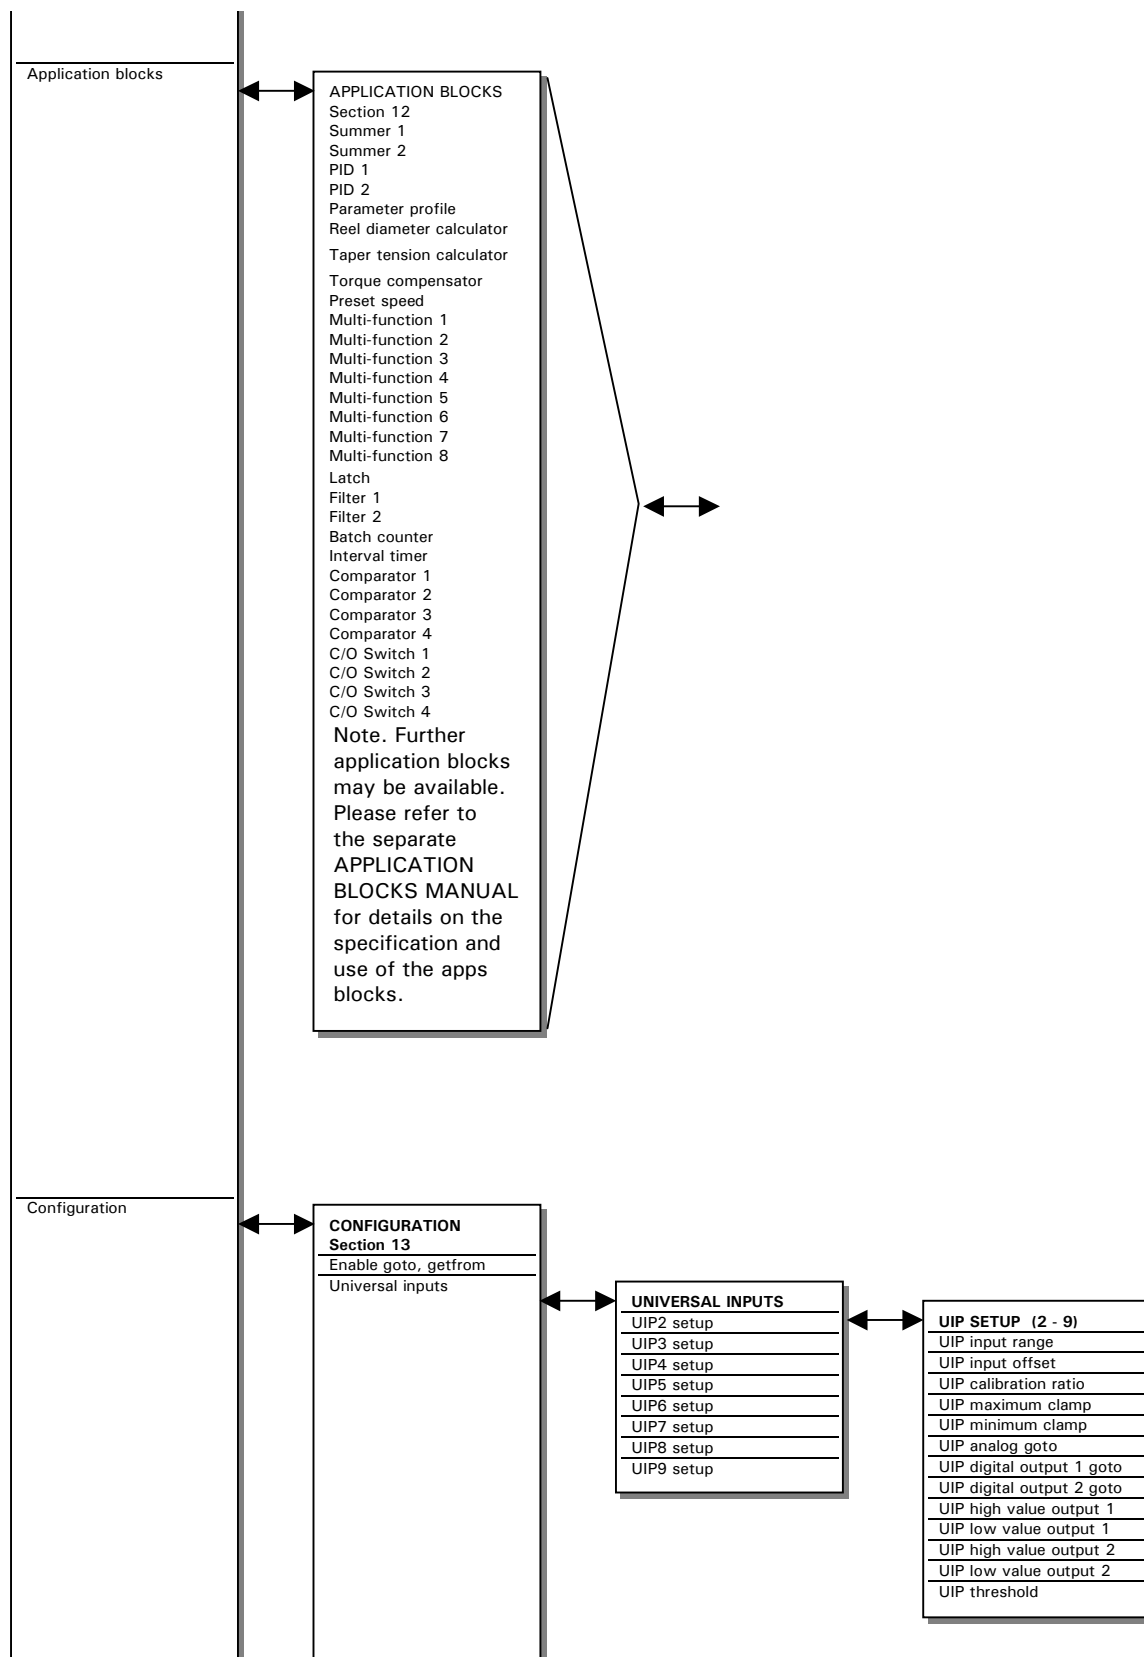 Application blocks
APPLICATION BLOCKS
Section 12
Summer 1
Summer 2
PID 1
PID 2
Parameter profile
Reel diameter calculator
Taper tension calculator
Torque compensator
Preset speed
Multi-function 1
Multi-function 2
Multi-function 3
Multi-function 4
Multi-function 5
Multi-function 6
Multi-function 7
Multi-function 8
Latch
Filter 1
Filter 2
Batch counter
Interval timer
Comparator 1
Comparator 2
Comparator 3
Comparator 4
C/O Switch 1
C/O Switch 2
C/O Switch 3
C/O Switch 4
Note. Further
application blocks
may be available.
Please refer to
the separate
APPLICATION
BLOCKS MANUAL
for details on the
specification and
use of the apps
blocks.
Configuration
CONFIGURATION
Section 13
Enable goto, getfrom
Universal inputs
UNIVERSAL INPUTS
UIP2 setup
UIP3 setup
UIP4 setup
UIP5 setup
UIP6 setup
UIP7 setup
UIP8 setup
UIP9 setup
UIP SETUP (2 - 9)
UIP input range
UIP input offset
UIP calibration ratio
UIP maximum clamp
UIP minimum clamp
UIP analog goto
UIP digital output 1 goto
UIP digital output 2 goto
UIP high value output 1
UIP low value output 1
UIP high value output 2
UIP low value output 2
UIP threshold